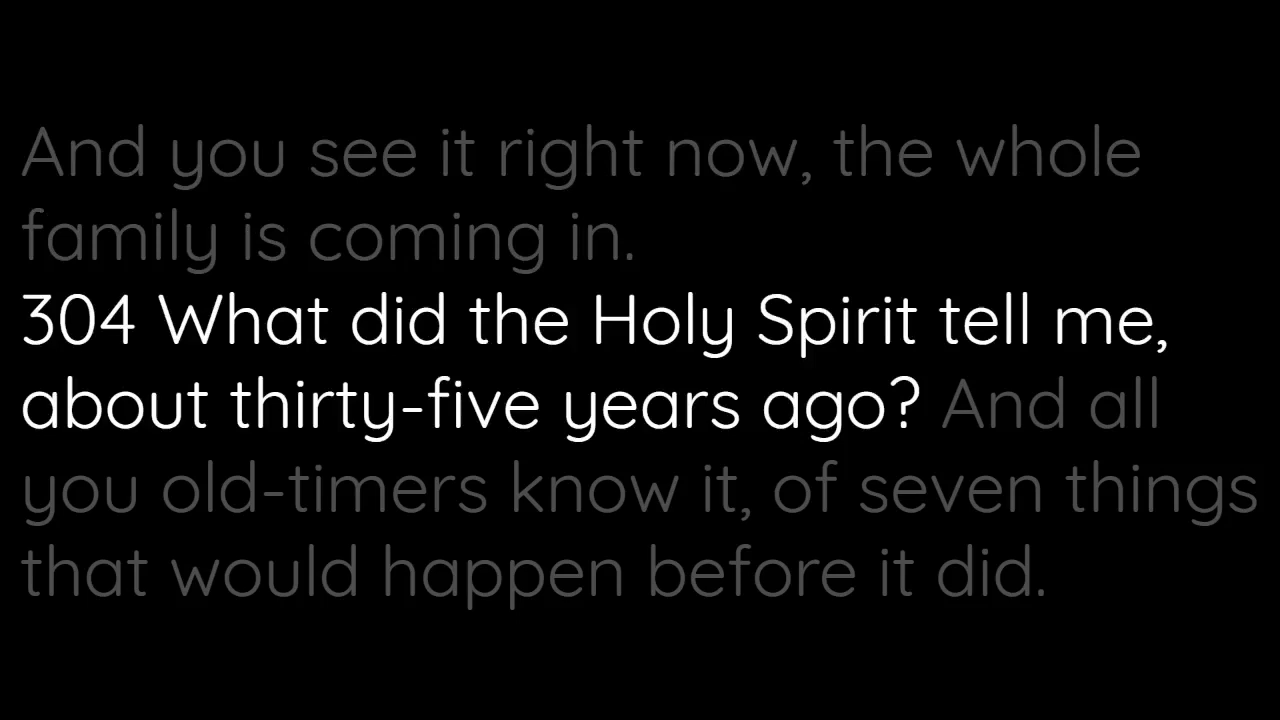 And you see it right now, the whole
family is coming in.
304 What did the Holy Spirit tell me,
about thirty-five years ago? And all
you old-timers know it, of seven things
that would happen before it did.